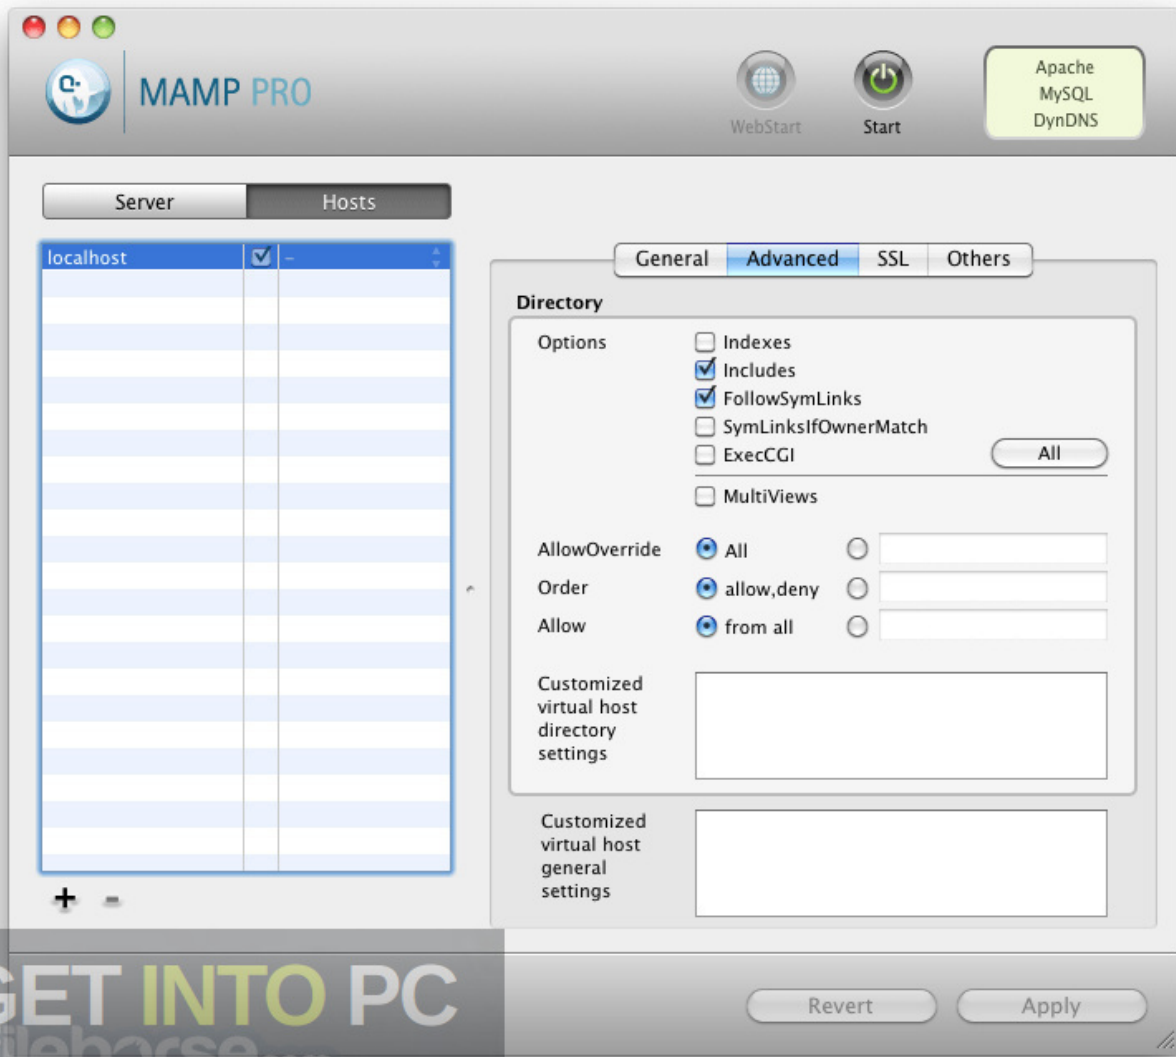 MAMP PRO
WebStart
Start
Apache
MySQL
DynDNS
Server
Hosts
localhost
–
General
Advanced
SSL
Others
Directory
Options
Indexes
Includes
FollowSymLinks
SymLinksIfOwnerMatch
ExecCGI
All
MultiViews
AllowOverride
All
Order
allow,deny
Allow
from all
Customized
virtual host
directory
settings
Customized
virtual host
general
settings
GET INTO PC
filehorse.com
Revert
Apply